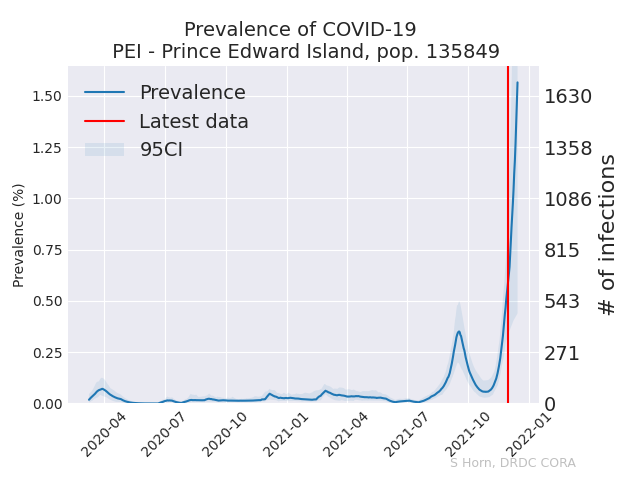 Prevalence of COVID-19
PEI - Prince Edward Island, pop. 135849
Prevalence
Latest data
95CI
Prevalence (%)
1.50
1.25
1.00
0.75
0.50
0.25
0.00
1630
1358
1086
815
543
271
0
# of infections
2020-04
2020-07
2020-10
2021-01
2021-04
2021-07
2021-10
2022-01
S Horn, DRDC CORA